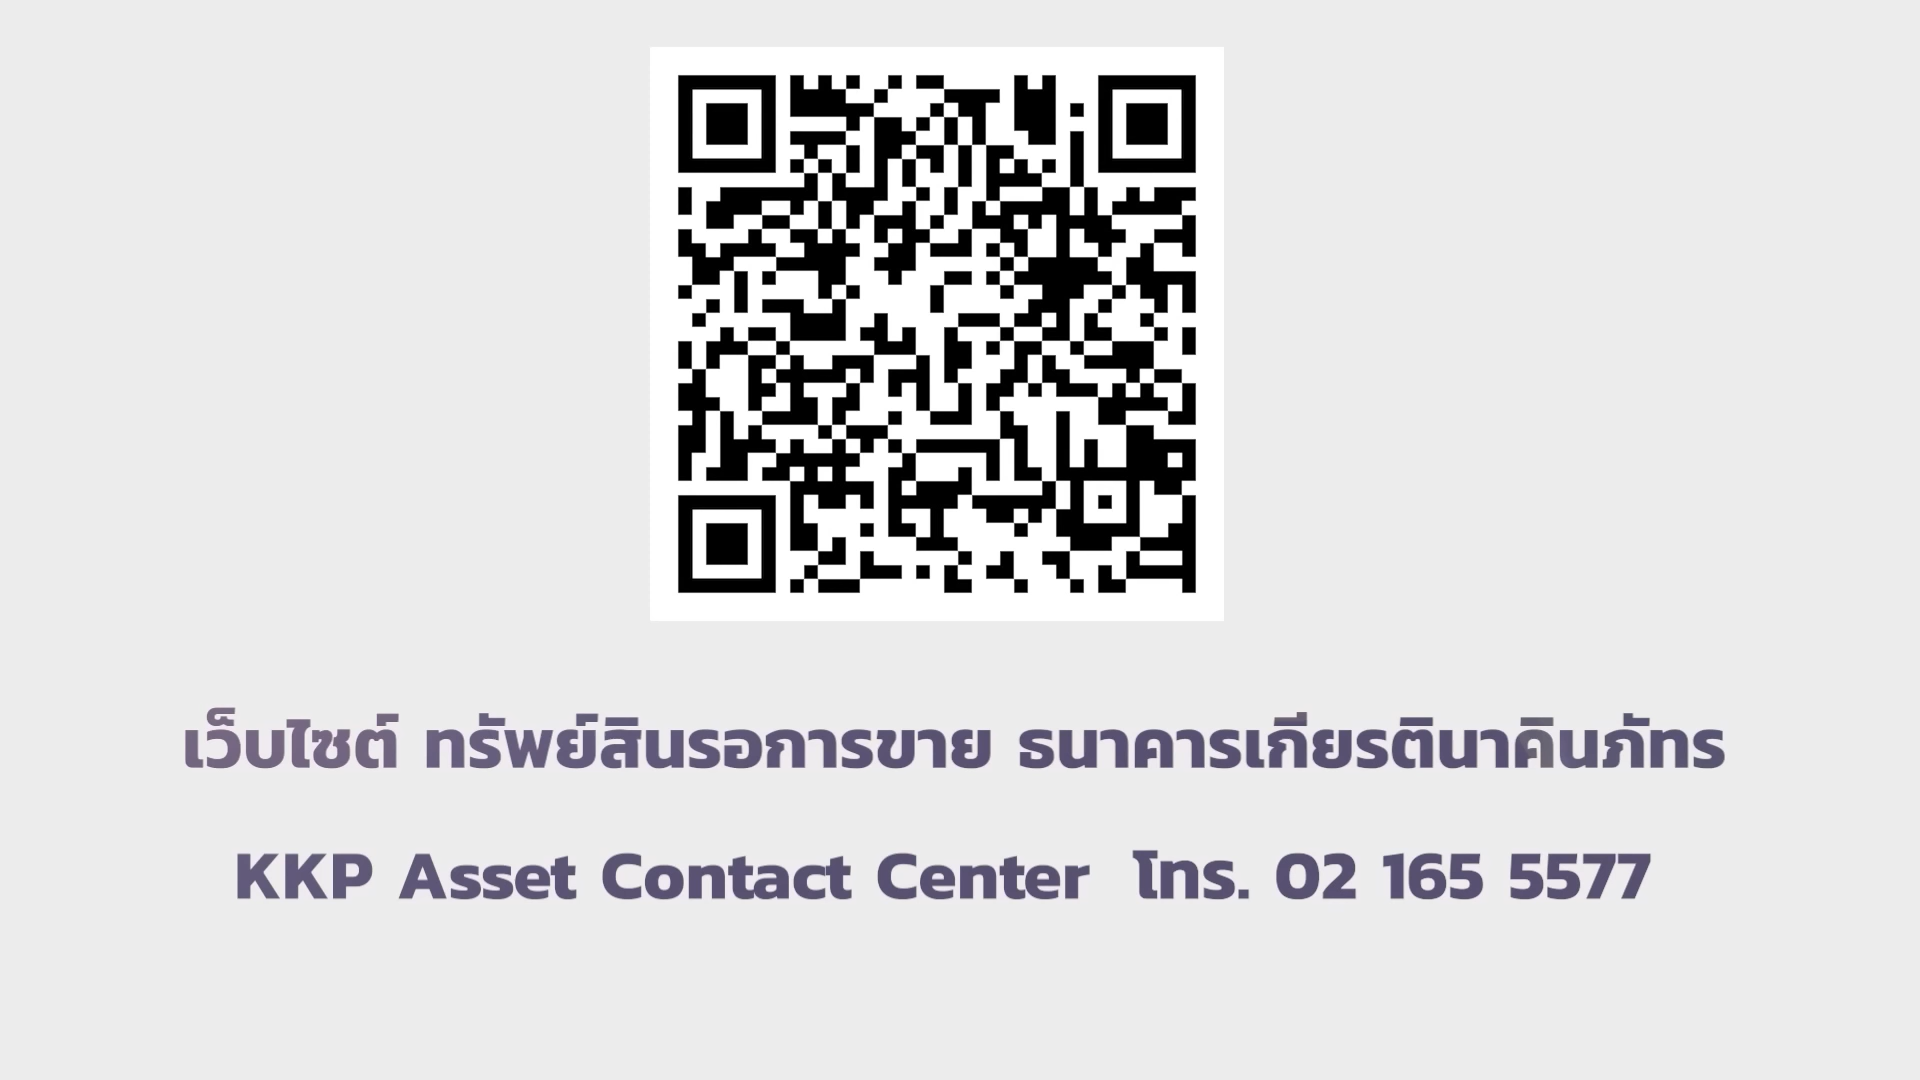 เว็บไซต์ ทรัพย์สินรอการขาย ธนาคารเกียรตินาคินภัทร
KKP Asset Contact Center โทร. 02 165 5577